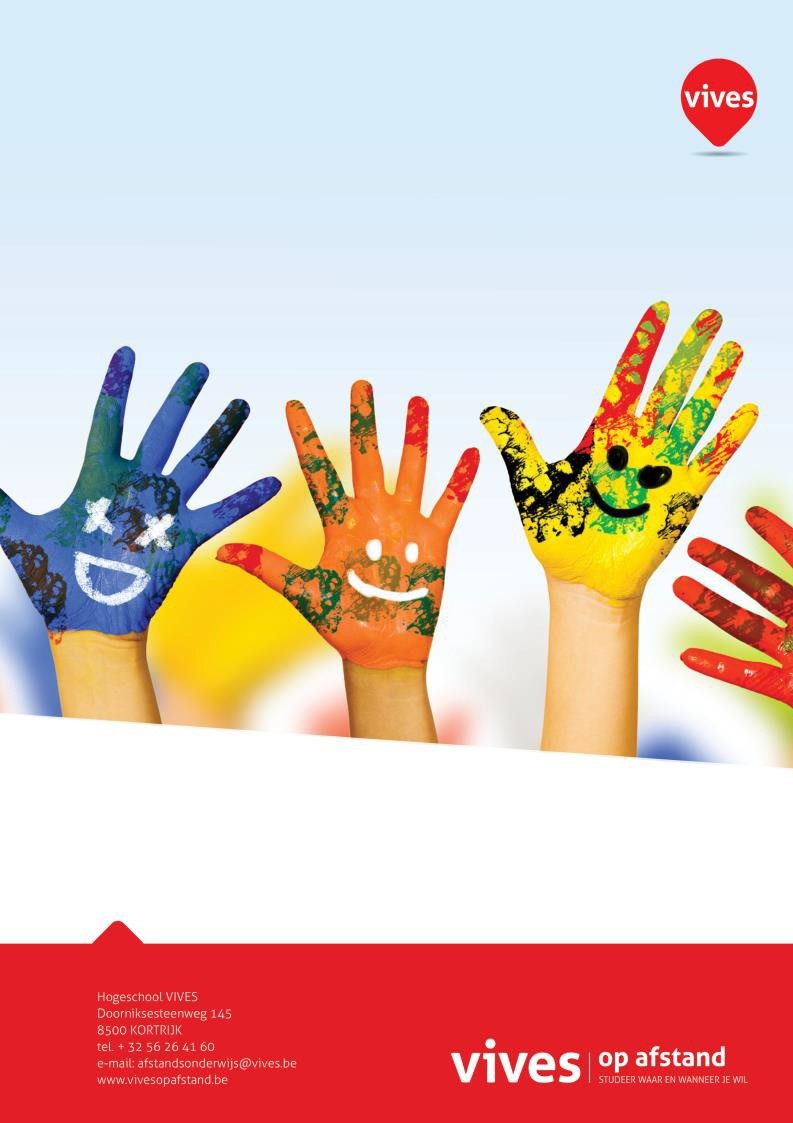 vives
Hogeschool VIVES
Doorniksesteenweg 145
8500 KORTRIJK
tel. + 32 56 26 41 60
e-mail: afstandsonderwijs@vives.be
www.vivesopafstand.be
vives
op afstand
STUDEER WAAR EN WANNEER JE WIL